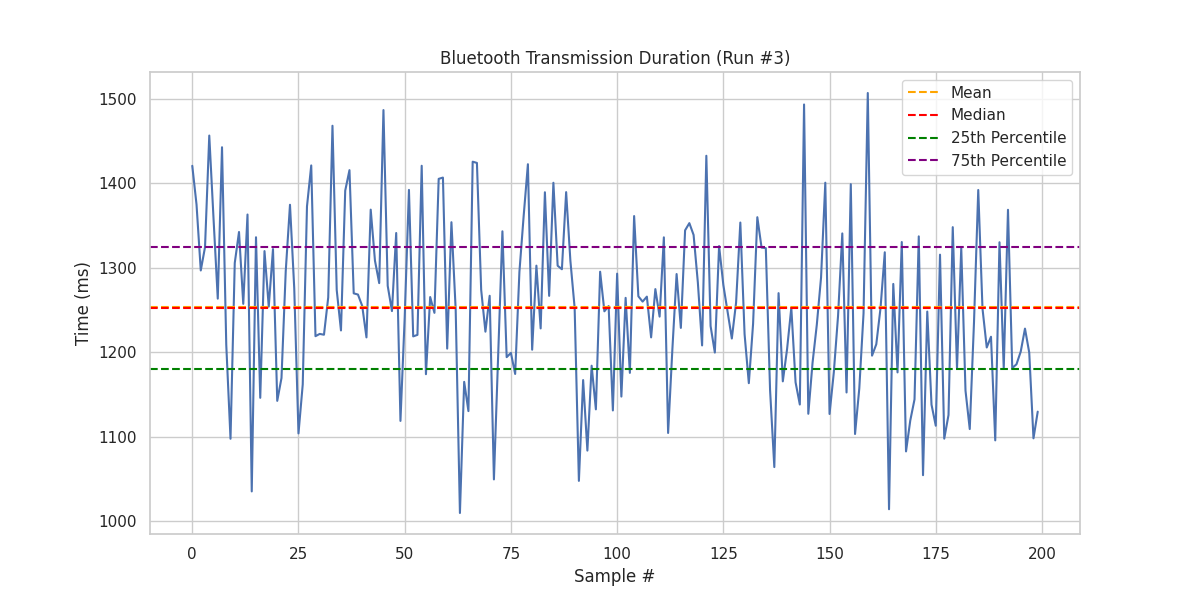 Bluetooth Transmission Duration (Run #3)
Mean
Median
25th Percentile
75th Percentile
Time (ms)
1500
1400
1300
1200
1100
1000
0 25 50 75 100 125 150 175 200
Sample #